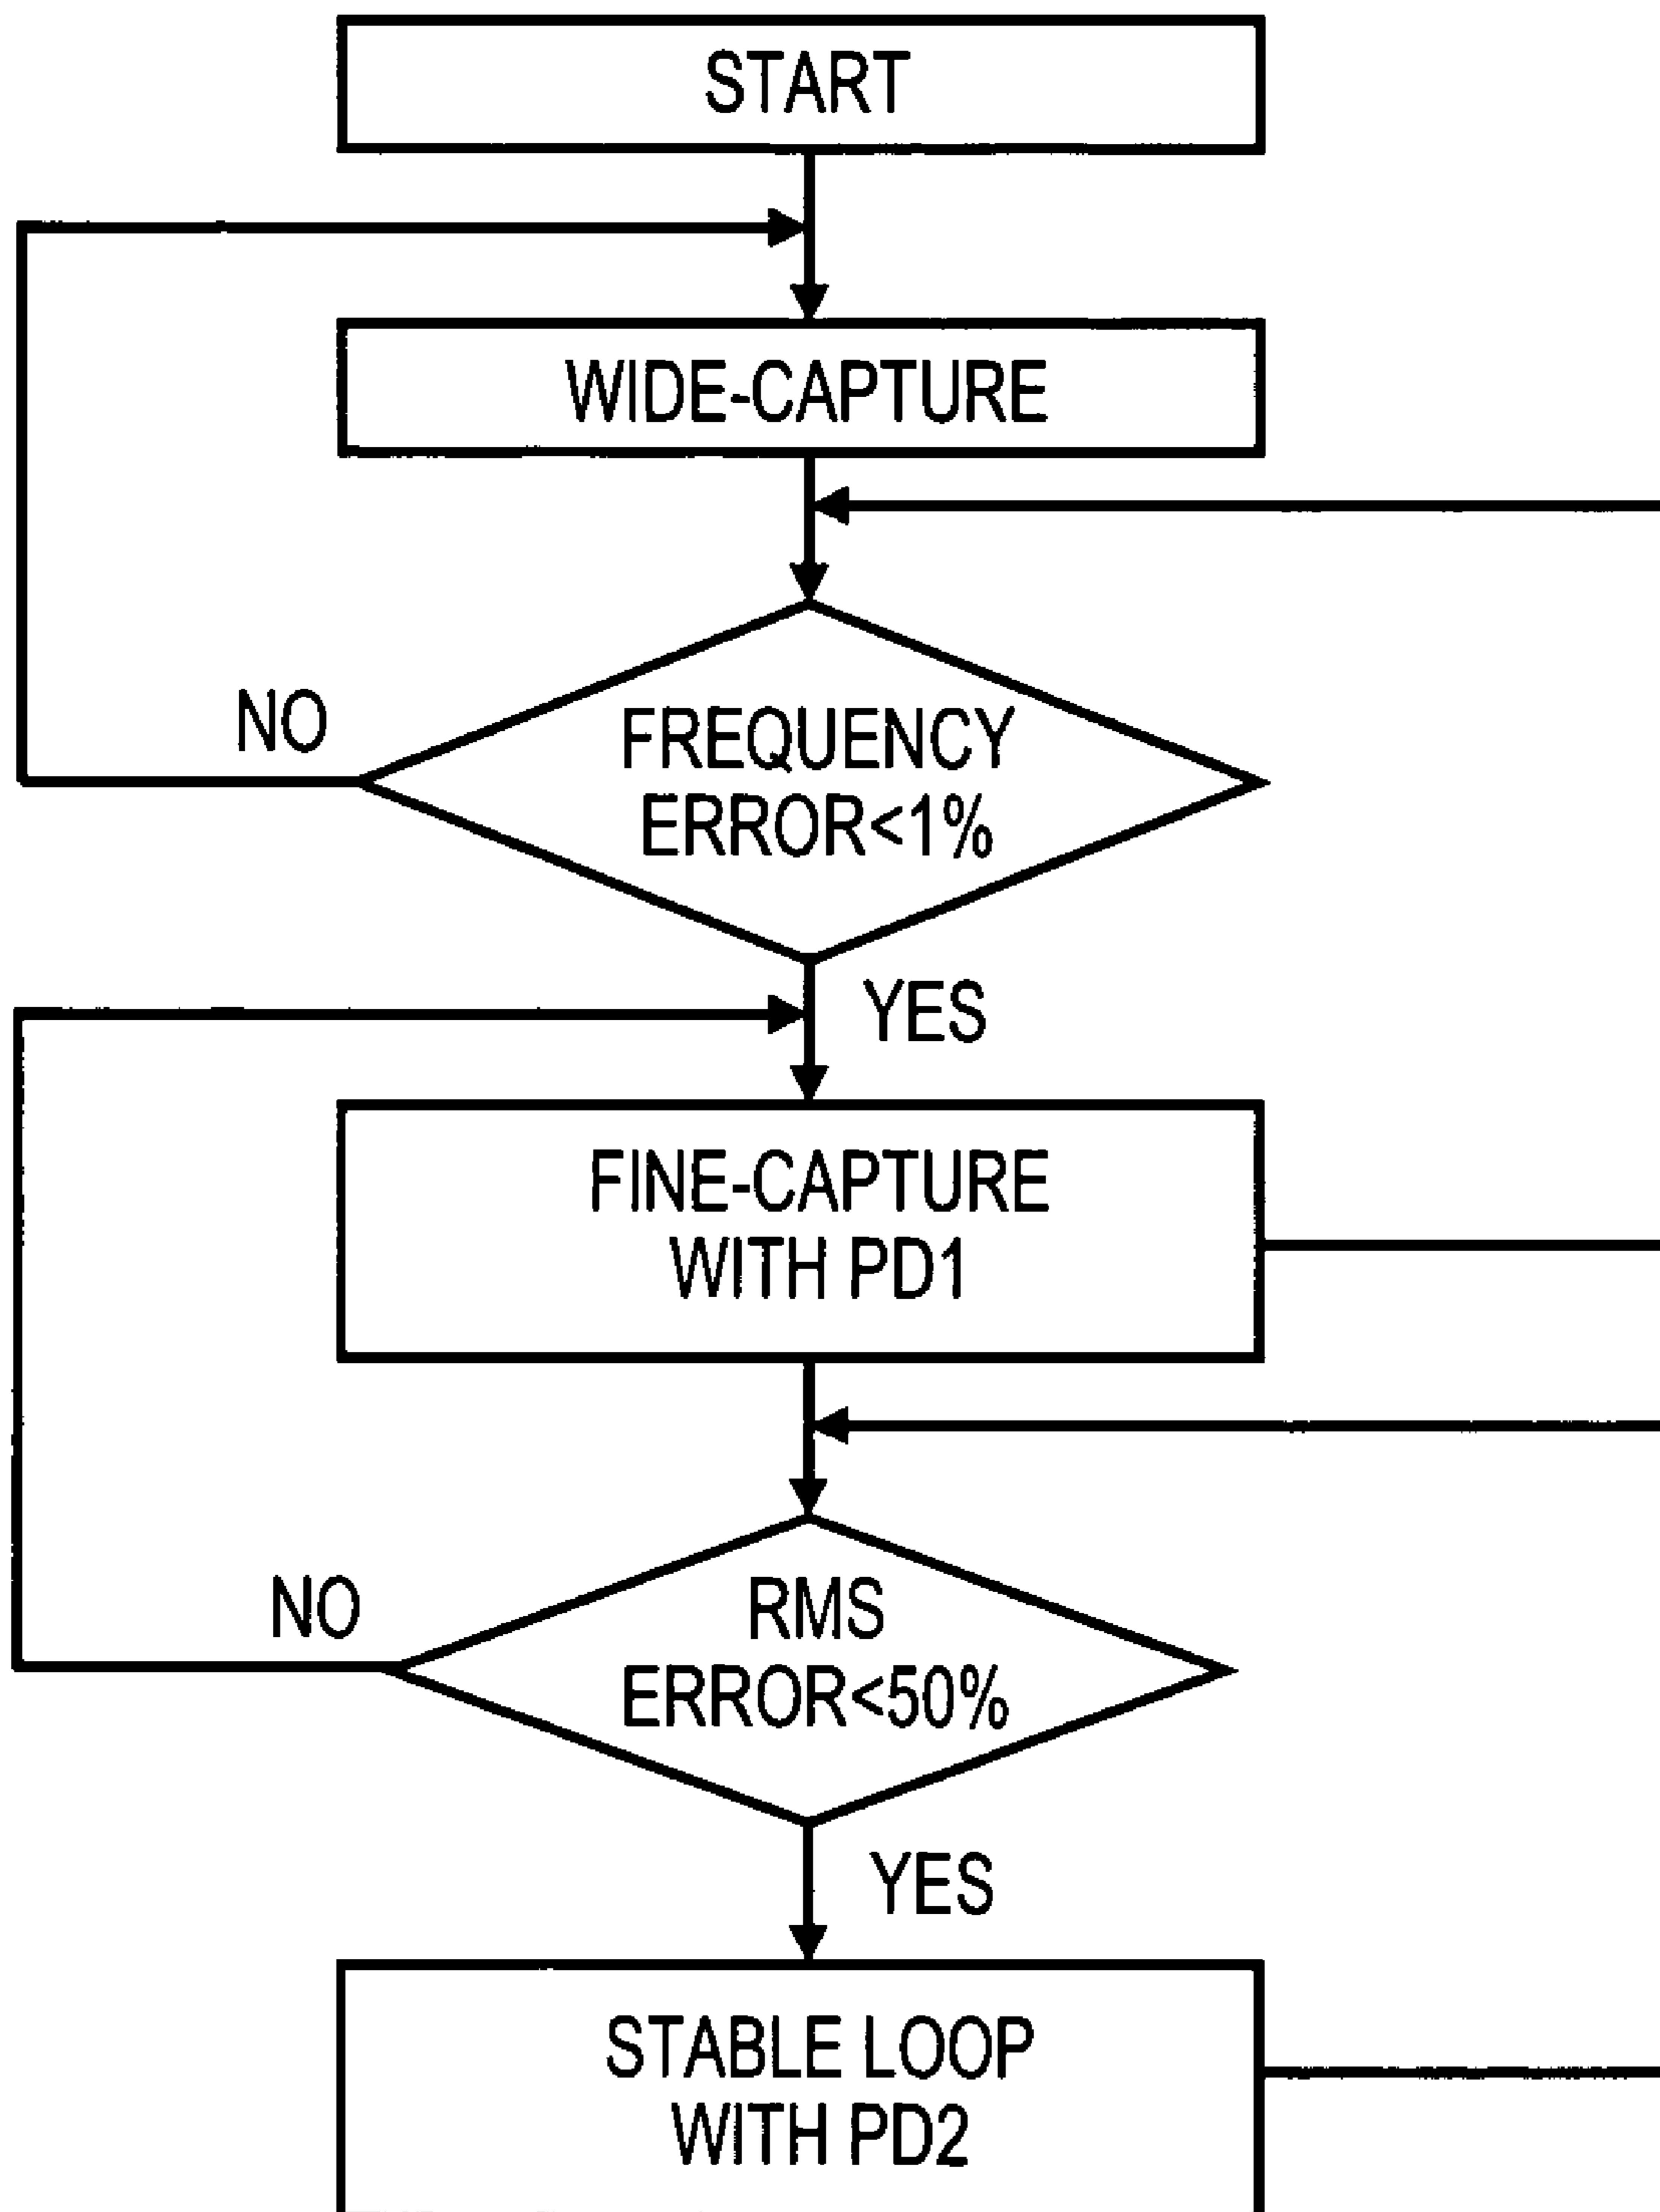 START
WIDE-CAPTURE
NO
FREQUENCY
ERROR<1%
YES
FINE-CAPTURE
WITH PD1
NO
RMS
ERROR<50%
YES
STABLE LOOP
WITH PD2